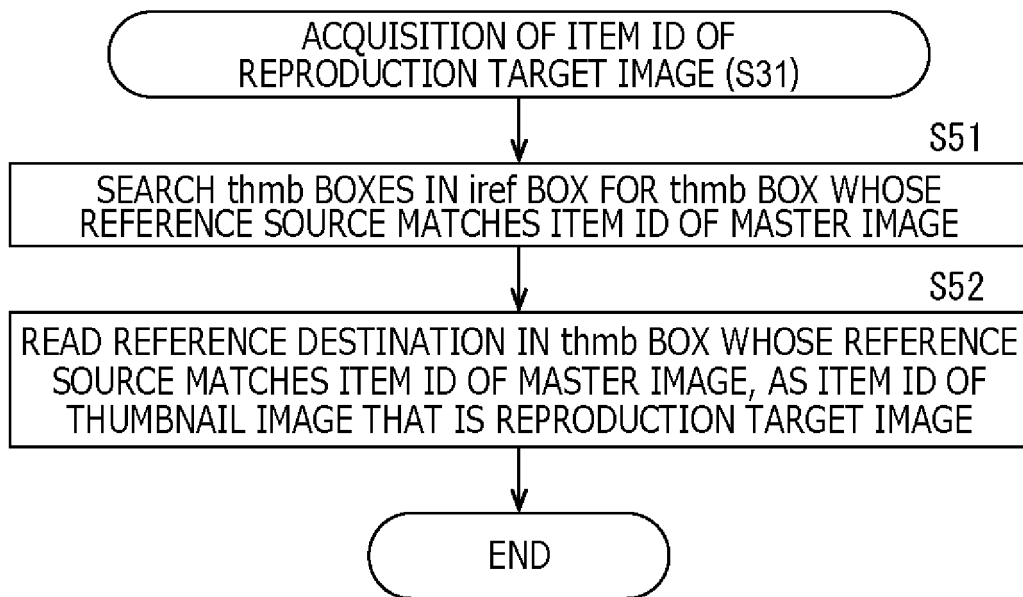 ACQUISITION OF ITEM ID OF
REPRODUCTION TARGET IMAGE (S31)
S51
SEARCH thmb BOXES IN iref BOX FOR thmb BOX WHOSE
REFERENCE SOURCE MATCHES ITEM ID OF MASTER IMAGE
S52
READ REFERENCE DESTINATION IN thmb BOX WHOSE REFERENCE
SOURCE MATCHES ITEM ID OF MASTER IMAGE, AS ITEM ID OF
THUMBNAIL IMAGE THAT IS REPRODUCTION TARGET IMAGE
END